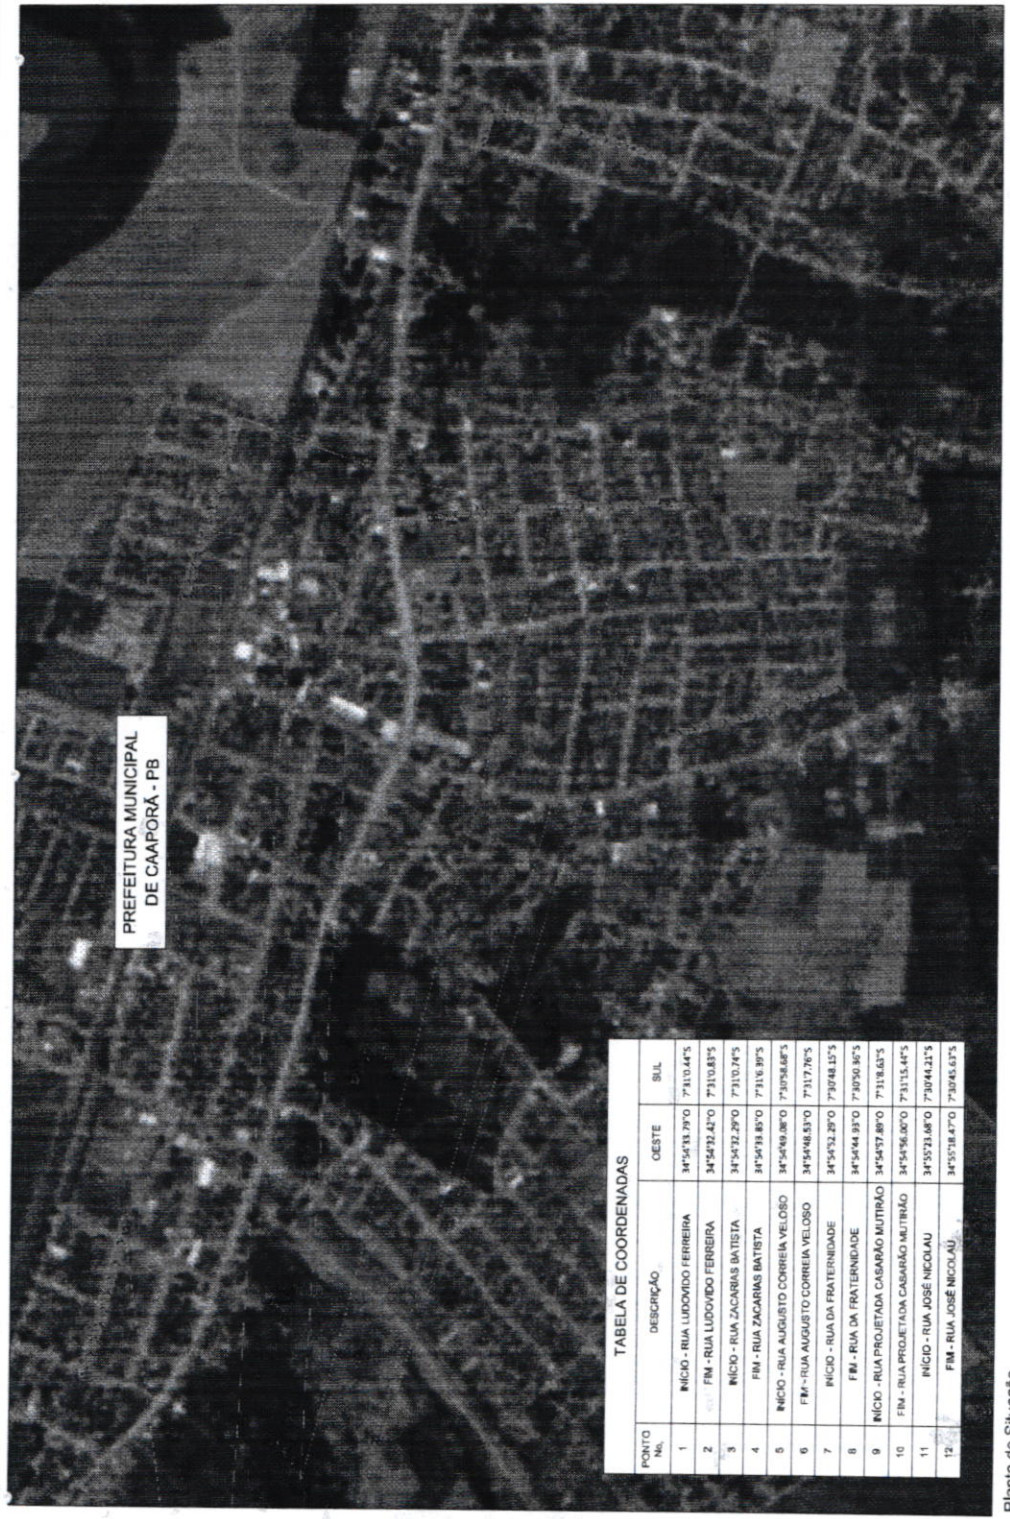 PREFEITURA MUNICIPAL
DE CAAPORÃ - PB
TABELA DE COORDENADAS
PONTO No. DESCRIÇÃO OESTE SUL
1 INÍCIO - RUA LUDOVIDO FERREIRA 34°54'33.79"O 7°31'0.44"S
2 FIM - RUA LUDOVIDO FERREIRA 34°54'32.42"O 7°31'0.83"S
3 INÍCIO - RUA ZACARIAS BATISTA 34°54'32.29"O 7°31'0.74"S
4 FIM - RUA ZACARIAS BATISTA 34°54'39.85"O 7°31'6.99"S
5 INÍCIO - RUA AUGUSTO CORREIA VELOSO 34°54'49.08"O 7°30'58.68"S
6 FIM - RUA AUGUSTO CORREIA VELOSO 34°54'48.53"O 7°31'7.76"S
7 INÍCIO - RUA DA FRATERNIDADE 34°54'52.29"O 7°30'48.15"S
8 FIM - RUA DA FRATERNIDADE 34°54'44.93"O 7°30'50.36"S
9 INÍCIO - RUA PROJETADA CASARÃO MUTIRÃO 34°54'57.89"O 7°31'8.63"S
10 FIM - RUA PROJETADA CASARÃO MUTIRÃO 34°54'56.00"O 7°31'15.44"S
11 INÍCIO - RUA JOSÉ NICOLAU 34°55'23.68"O 7°30'44.21"S
12 FIM - RUA JOSÉ NICOLAU 34°55'18.47"O 7°30'45.63"S
Planta de Situação